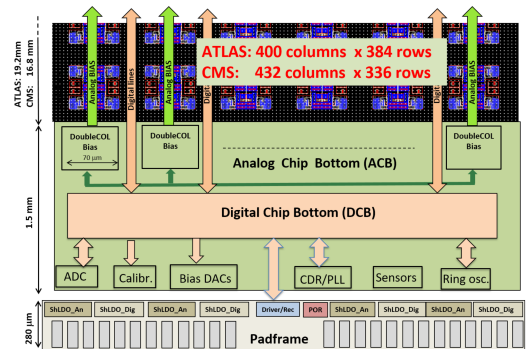 ATLAS: 19.2mm
CMS: 16.8 mm
Analog BIAS
Digital lines
Analog BIAS
Digit
Analog BIAS
Digit
ATLAS: 400 columns x 384 rows
CMS: 432 columns x 336 rows
DoubleCOL
Bias
70 µm
DoubleCOL
Bias
DoubleCOL
Bias
Analog Chip Bottom (ACB)
1.5 mm
Digital Chip Bottom (DCB)
ADC
Calibr.
Bias DACs
CDR/PLL
Sensors
Ring osc.
280 µm
ShLDO_An
ShLDO_Dig
ShLDO_An
ShLDO_Dig
Driver/Rec
POR
ShLDO_An
ShLDO_Dig
ShLDO_An
ShLDO_Dig
Padframe